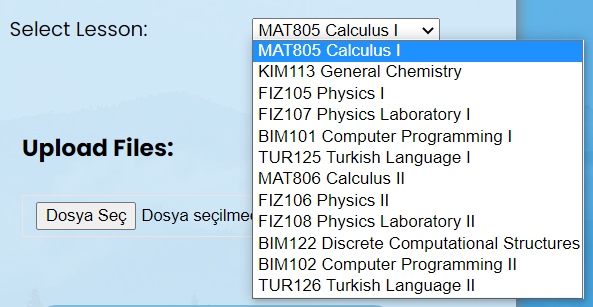 Select Lesson:
MAT805 Calculus I
MAT805 Calculus I
KIM113 General Chemistry
FIZ105 Physics I
FIZ107 Physics Laboratory I
BIM101 Computer Programming I
TUR125 Turkish Language I
MAT806 Calculus II
FIZ106 Physics II
FIZ108 Physics Laboratory II
BIM122 Discrete Computational Structures
BIM102 Computer Programming II
TUR126 Turkish Language II
Upload Files:
Dosya Seç Dosya seçilmed